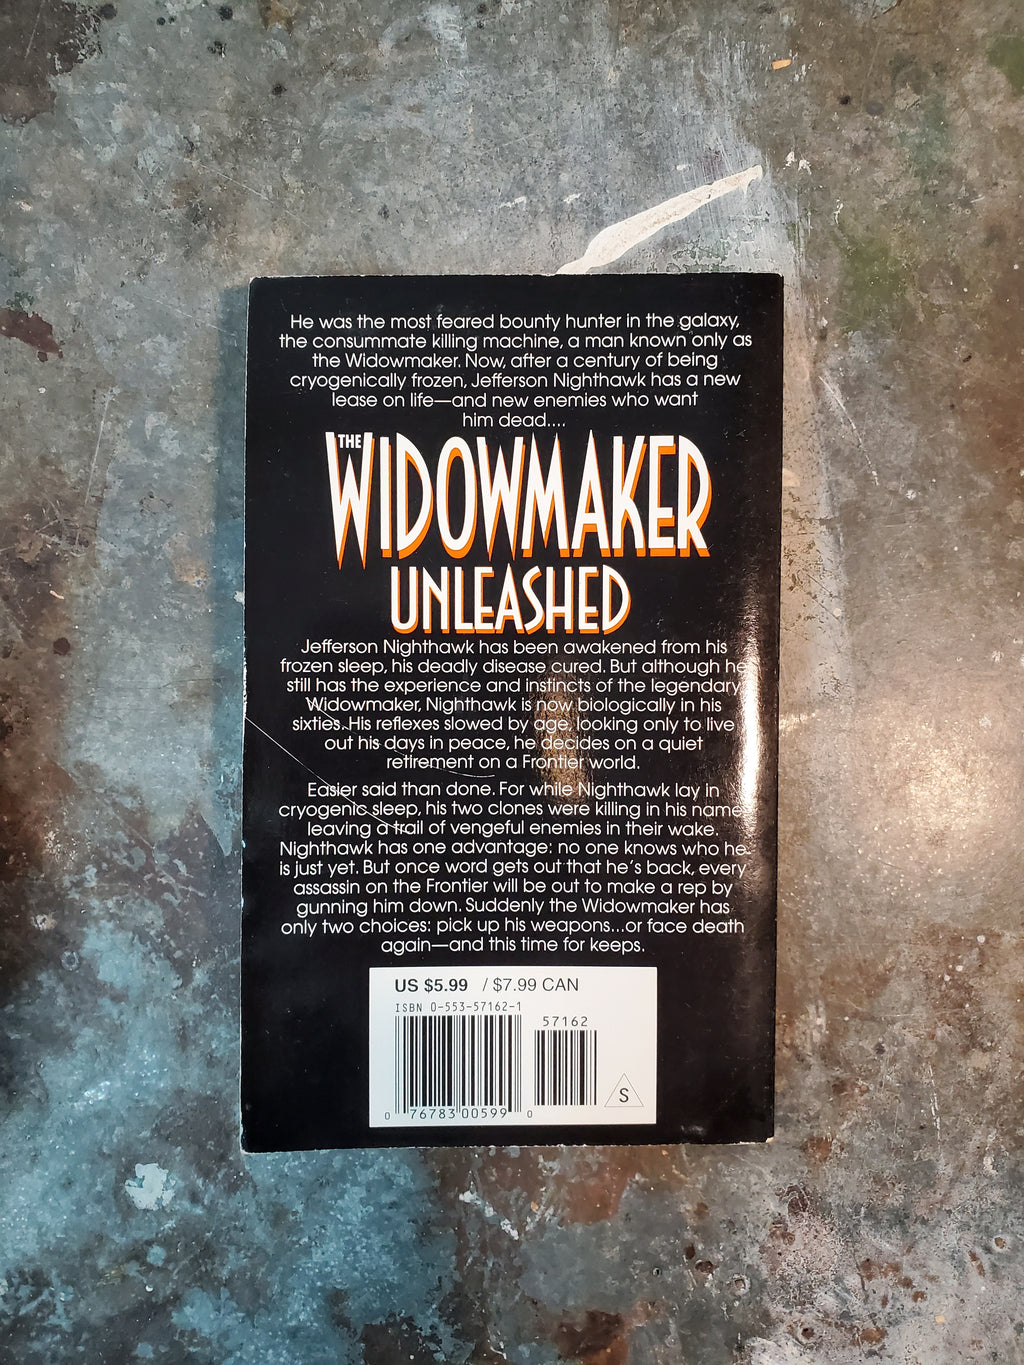 He was the most feared bounty hunter in the galaxy,
the consummate killing machine, a man known only as
the Widowmaker. Now, after a century of being
cryogenically frozen, Jefferson Nighthawk has a new
lease on life—and new enemies who want
him dead....
THE
WIDOWMAKER
UNLEASHED
Jefferson Nighthawk has been awakened from his
frozen sleep, his deadly disease cured. But although he
still has the experience and instincts of the legendary
Widowmaker, Nighthawk is now biologically in his
sixties. His reflexes slowed by age, looking only to live
out his days in peace, he decides on a quiet
retirement on a Frontier world.
Easier said than done. For while Nighthawk lay in
cryogenic sleep, his two clones were killing in his name,
leaving a trail of vengeful enemies in their wake.
Nighthawk has one advantage: no one knows who he
is just yet. But once word gets out that he's back, every
assassin on the Frontier will be out to make a rep by
gunning him down. Suddenly the Widowmaker has
only two choices: pick up his weapons...or face death
again—and this time for keeps.
US $5.99 / $7.99 CAN
ISBN 0-553-57162-1
57162
0 76783 00599 0
S